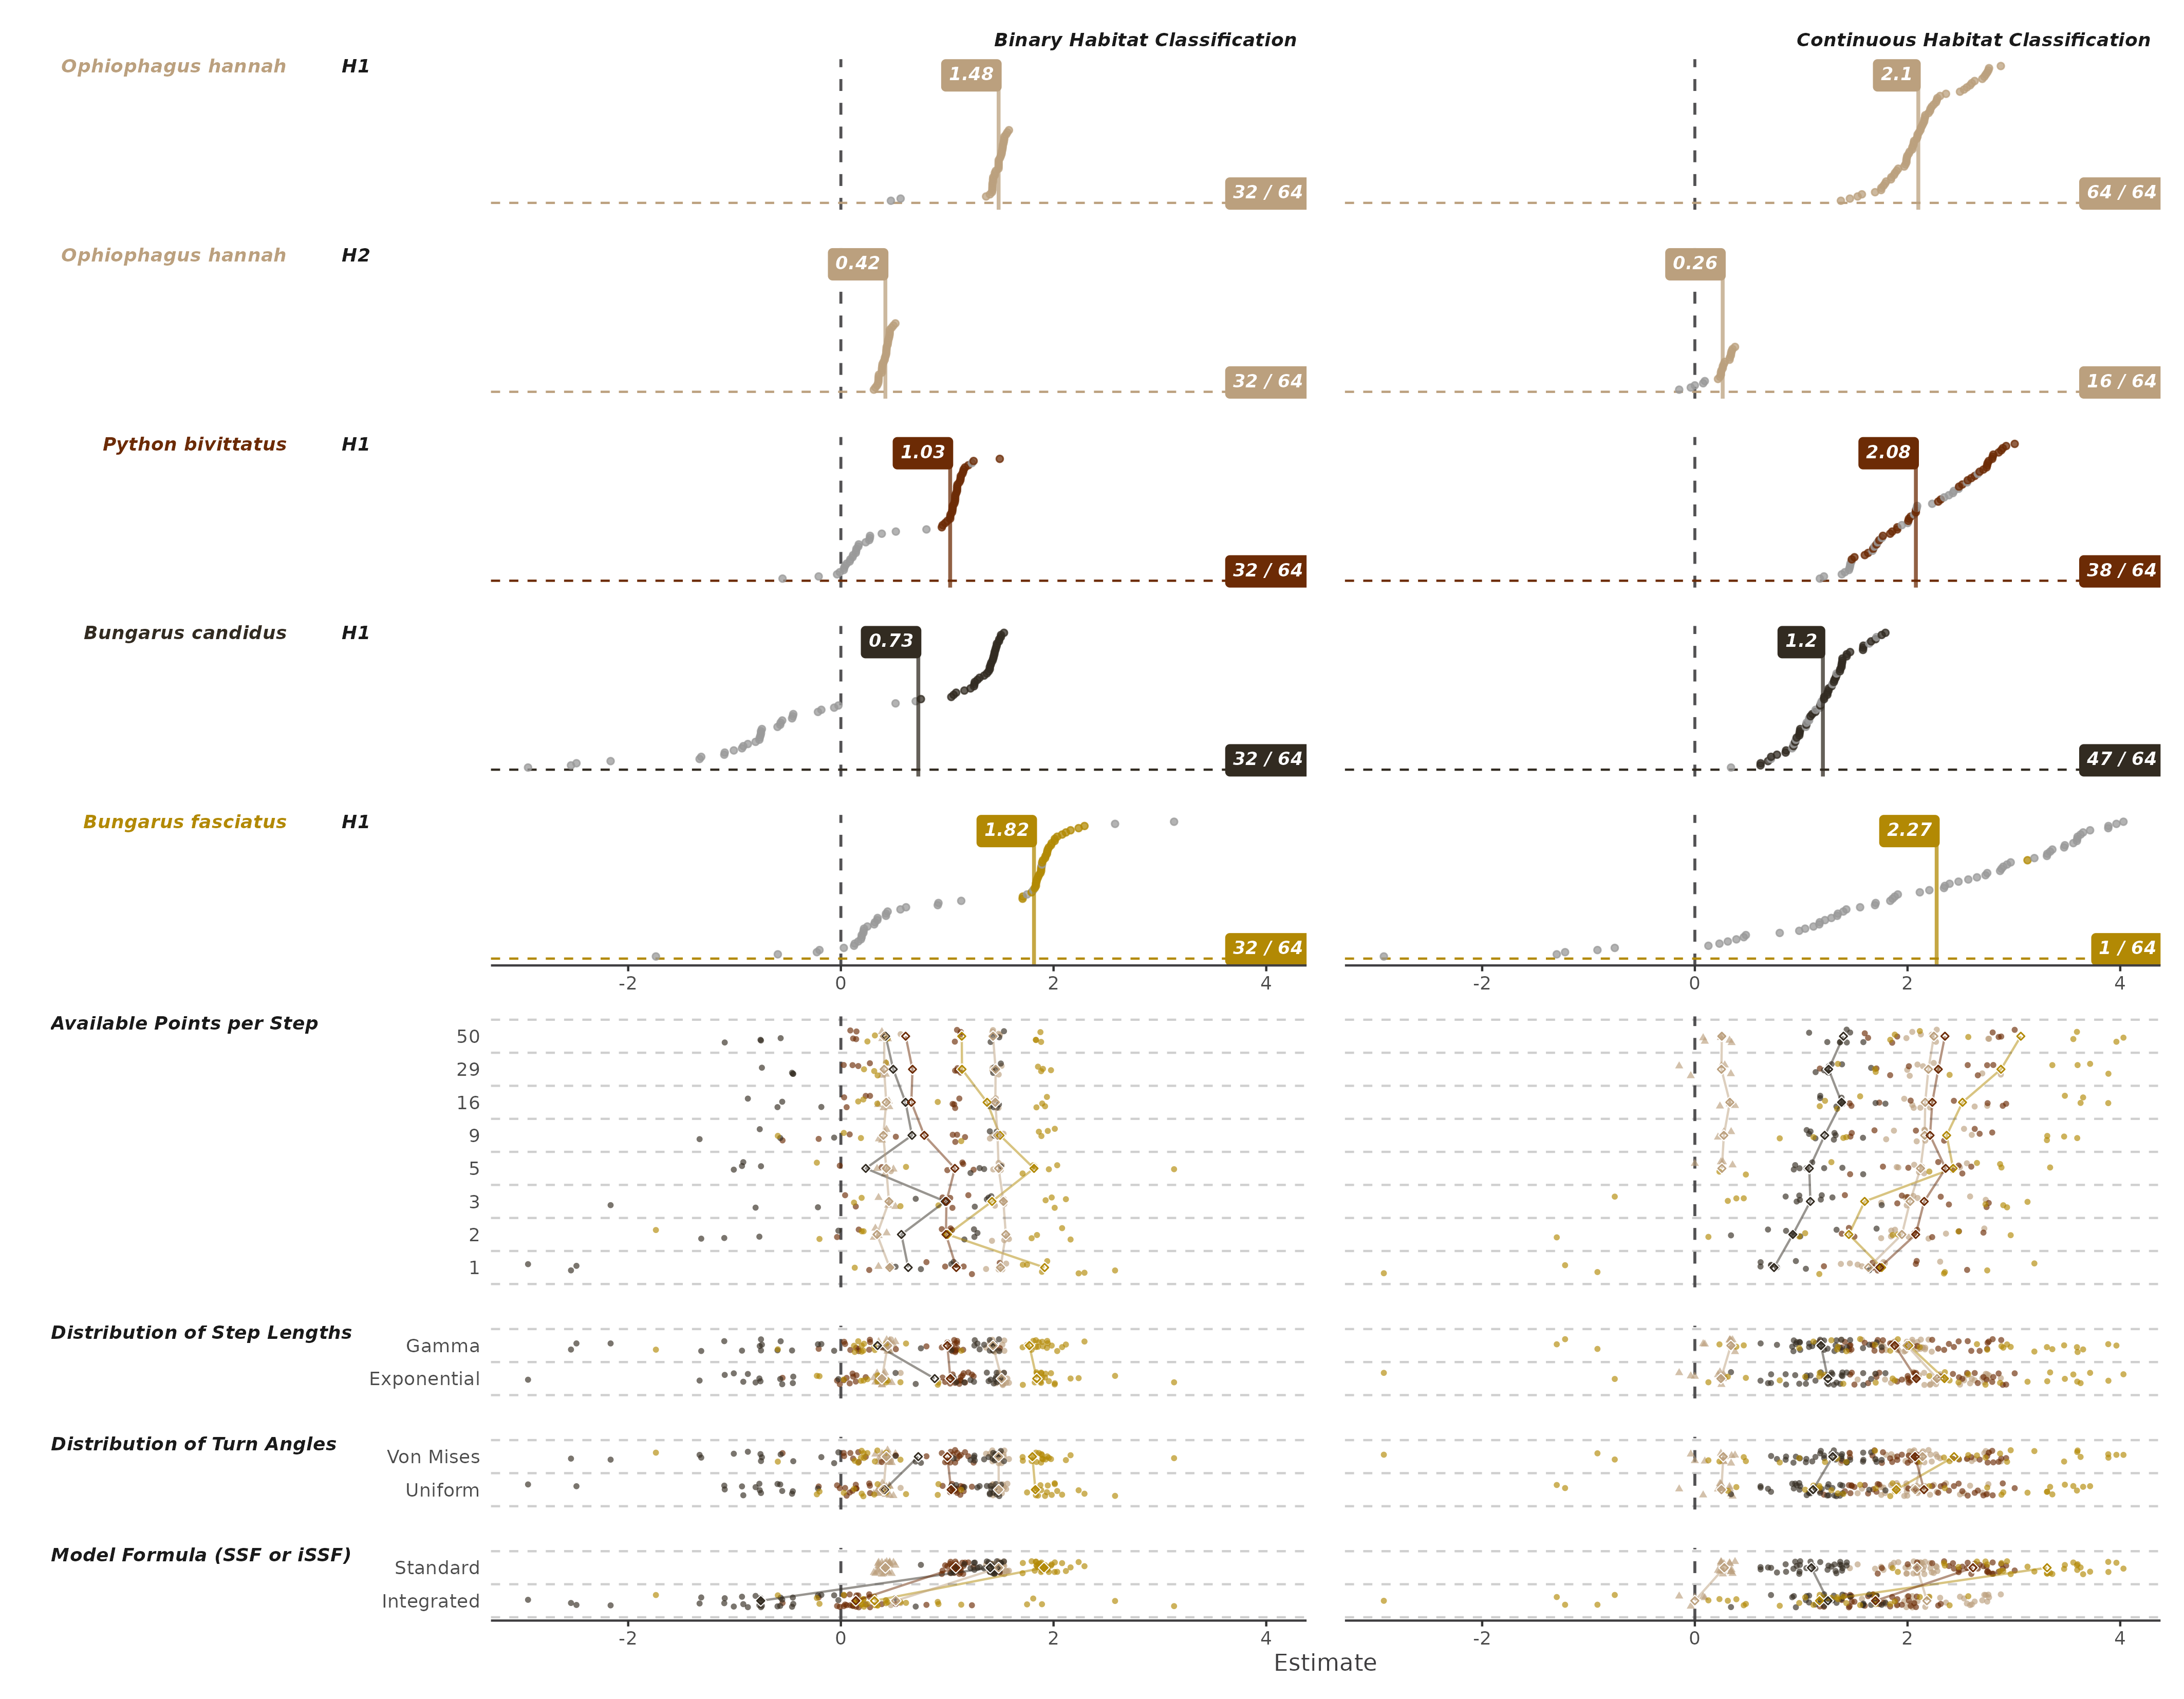 Binary Habitat Classification
Continuous Habitat Classification
Ophiophagus hannah H1
1.48
32 / 64
2.1
64 / 64
Ophiophagus hannah H2
0.42
32 / 64
0.26
16 / 64
Python bivittatus H1
1.03
32 / 64
2.08
38 / 64
Bungarus candidus H1
0.73
32 / 64
1.2
47 / 64
Bungarus fasciatus H1
1.82
32 / 64
2.27
1 / 64
-2 0 2 4
-2 0 2 4
Available Points per Step
50
29
16
9
5
3
2
1
Distribution of Step Lengths
Gamma
Exponential
Distribution of Turn Angles
Von Mises
Uniform
Model Formula (SSF or iSSF)
Standard
Integrated
-2 0 2 4
-2 0 2 4
Estimate